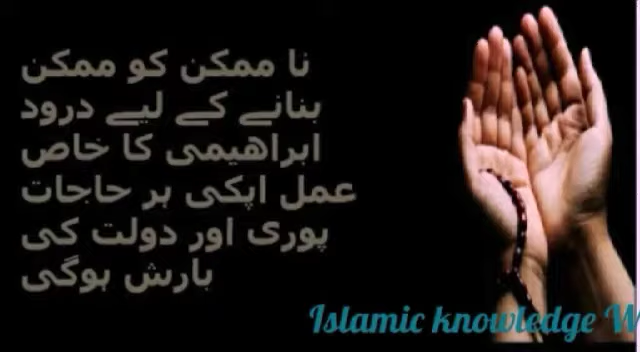 نا ممکن کو ممکن
بنانے کے لیے درود
ابراھیمی کا خاص
عمل اپکی ہر حاجات
پوری اور دولت کی
بارش ہوگی
Islamic knowledge W